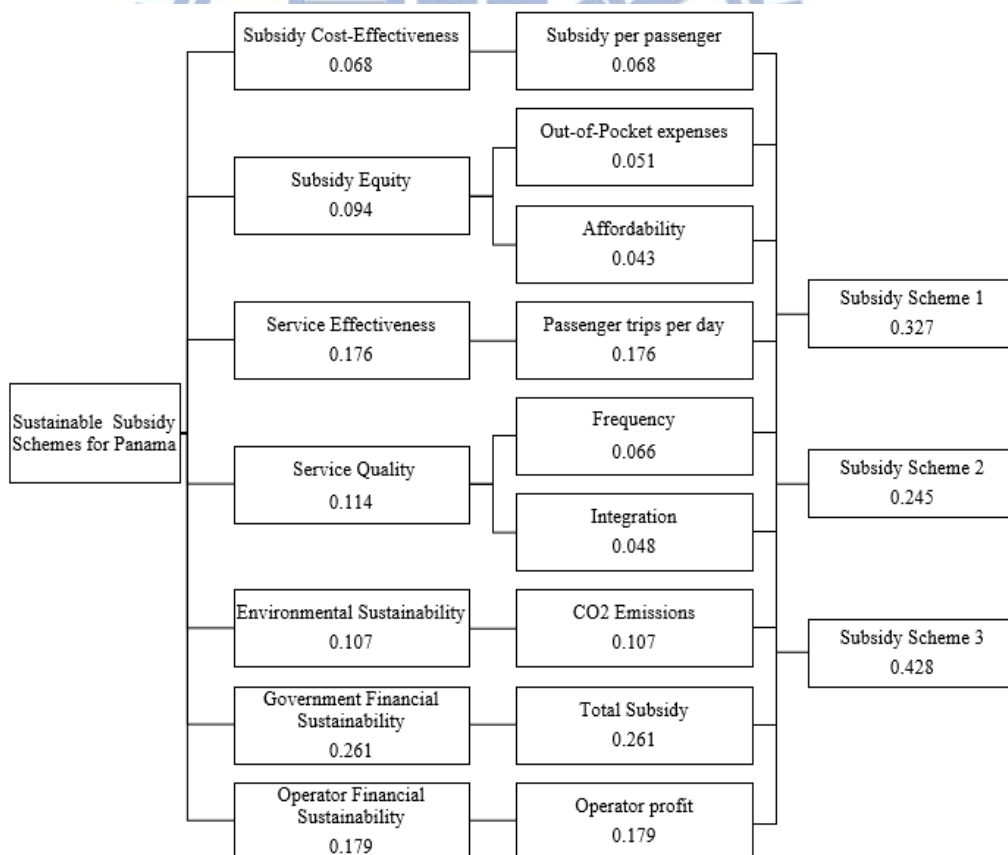 Subsidy Cost-Effectiveness
0.068
Subsidy per passenger
0.068
Out-of-Pocket expenses
0.051
Subsidy Equity
0.094
Affordability
0.043
Subsidy Scheme 1
0.327
Service Effectiveness
0.176
Passenger trips per day
0.176
Sustainable Subsidy
Schemes for Panama
Frequency
0.066
Service Quality
0.114
Subsidy Scheme 2
0.245
Integration
0.048
Environmental Sustainability
0.107
CO2 Emissions
0.107
Subsidy Scheme 3
0.428
Government Financial
Sustainability
0.261
Total Subsidy
0.261
Operator Financial
Sustainability
0.179
Operator profit
0.179